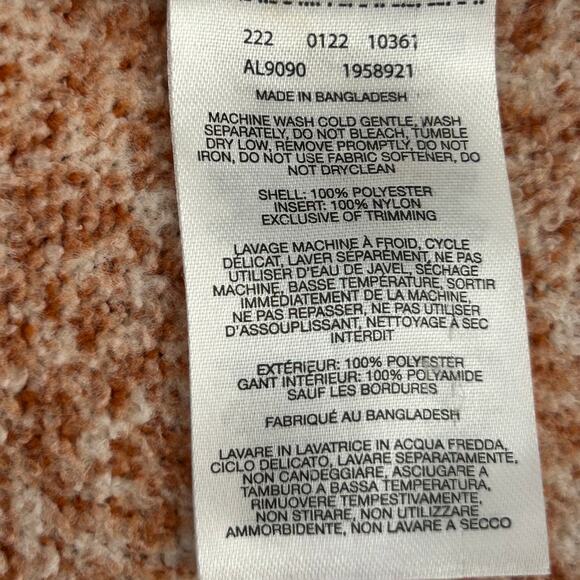 222 0122 10361
AL9090 1958921
MADE IN BANGLADESH
MACHINE WASH COLD GENTLE, WASH
SEPARATELY, DO NOT BLEACH, TUMBLE
DRY LOW, REMOVE PROMPTLY, DO NOT
IRON, DO NOT USE FABRIC SOFTENER, DO
NOT DRYCLEAN
SHELL: 100% POLYESTER
INSERT: 100% NYLON
EXCLUSIVE OF TRIMMING
LAVAGE MACHINE À FROID, CYCLE
DÉLICAT, LAVER SÉPARÉMENT, NE PAS
UTILISER D'EAU DE JAVEL, SÉCHAGE
MACHINE, BASSE TEMPÉRATURE, SORTIR
IMMÉDIATEMENT DE LA MACHINE,
NE PAS REPASSER, NE PAS UTILISER
D'ASSOUPLISSANT, NETTOYAGE À SEC
INTERDIT
EXTÉRIEUR: 100% POLYESTER
GANT INTÉRIEUR: 100% POLYAMIDE
SAUF LES BORDURES
FABRIQUÉ AU BANGLADESH
LAVARE IN LAVATRICE IN ACQUA FREDDA,
CICLO DELICATO, LAVARE SEPARATAMENTE,
NON CANDEGGIARE, ASCIUGARE A
TAMBURO A BASSA TEMPERATURA,
RIMUOVERE TEMPESTIVAMENTE,
NON STIRARE, NON UTILIZZARE
AMMORBIDENTE, NON LAVARE A SECCO